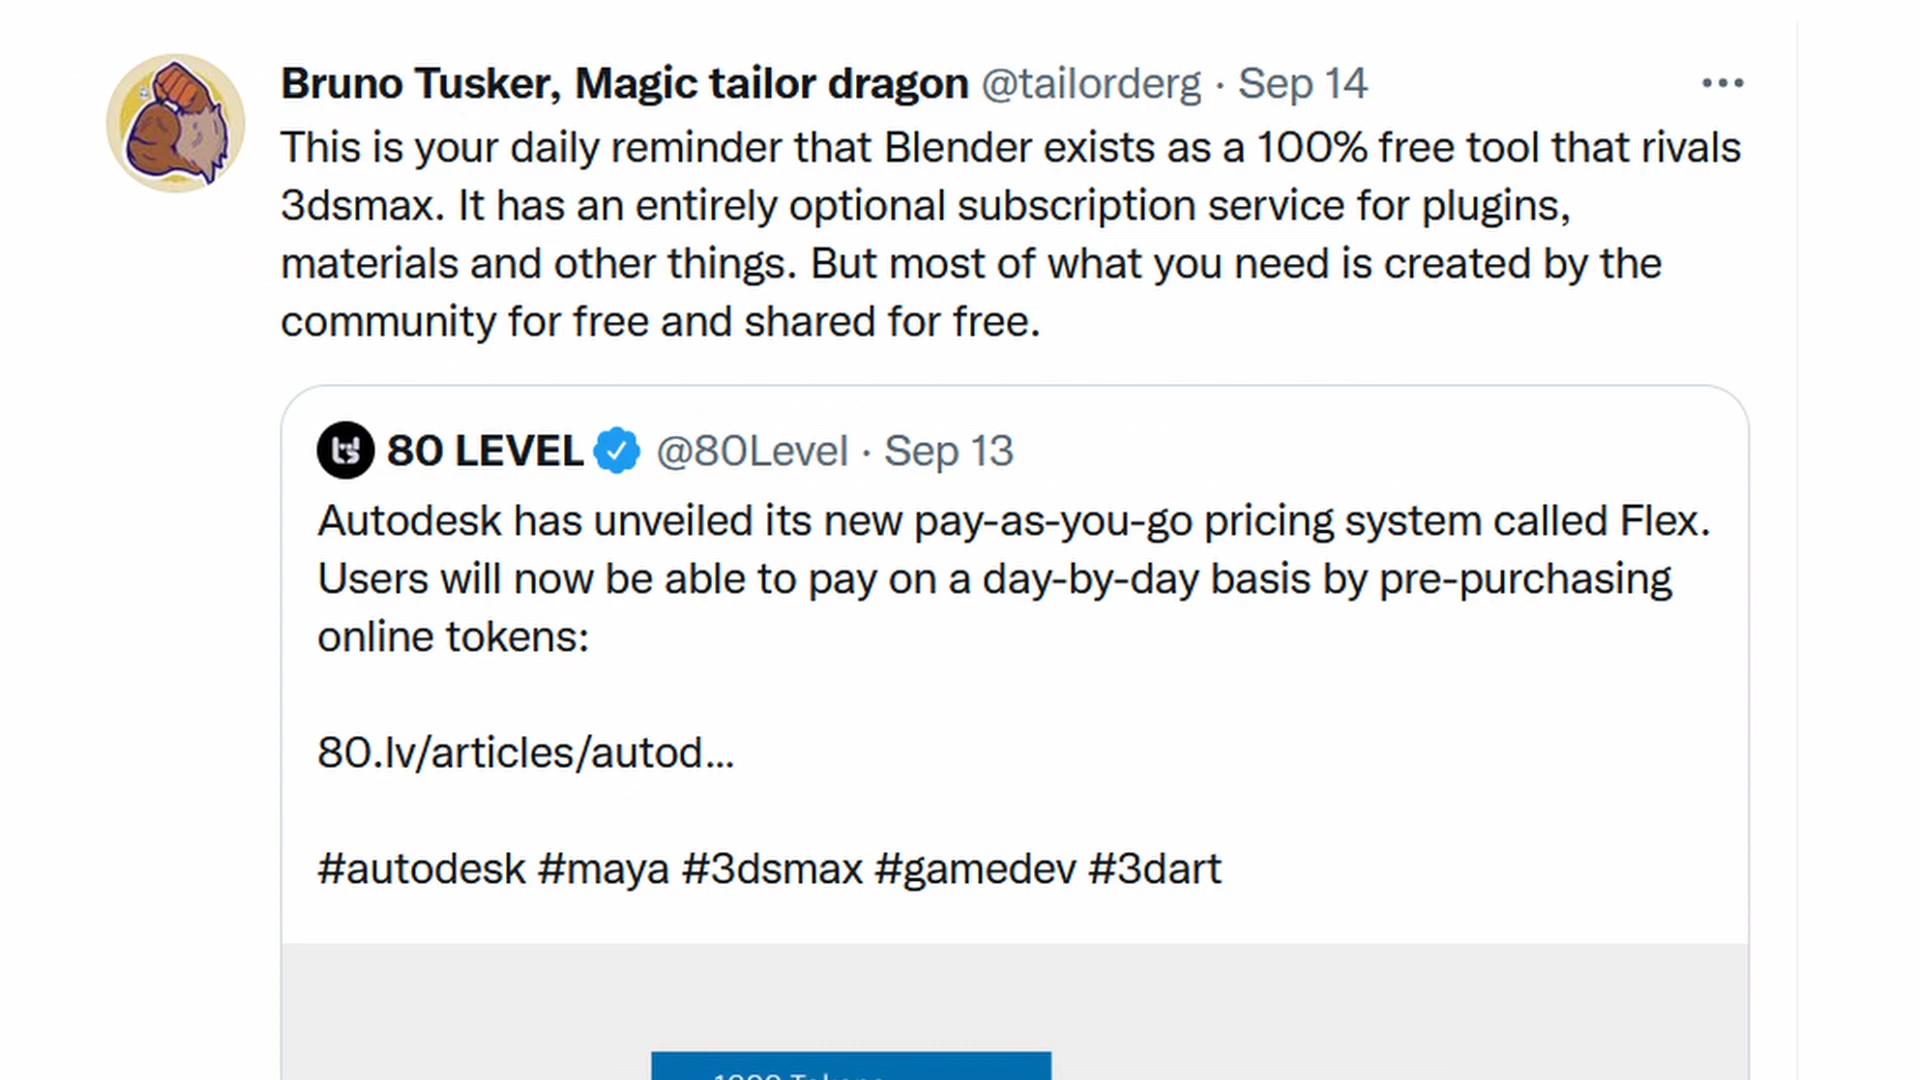 Bruno Tusker, Magic tailor dragon @tailorderg · Sep 14
This is your daily reminder that Blender exists as a 100% free tool that rivals
3dsmax. It has an entirely optional subscription service for plugins,
materials and other things. But most of what you need is created by the
community for free and shared for free.
80 LEVEL @80Level · Sep 13
Autodesk has unveiled its new pay-as-you-go pricing system called Flex.
Users will now be able to pay on a day-by-day basis by pre-purchasing
online tokens:
80.lv/articles/autod...
#autodesk #maya #3dsmax #gamedev #3dart